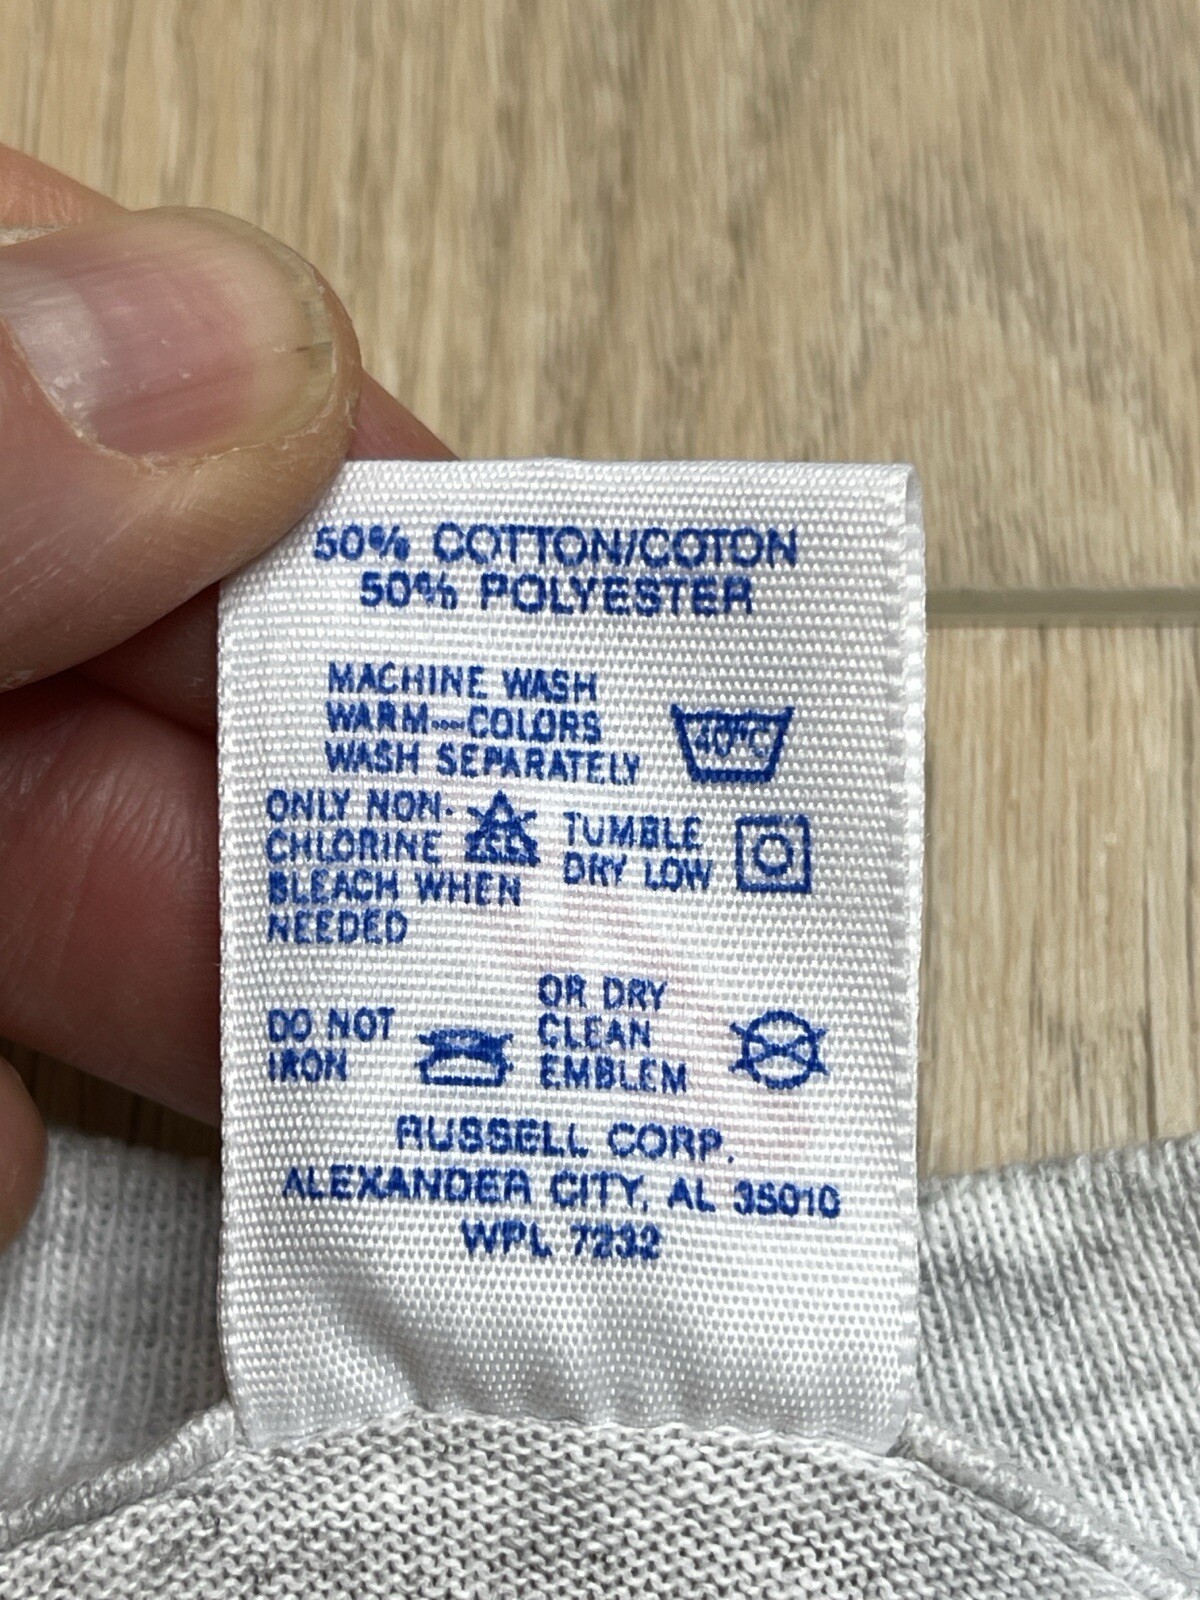 50% COTTON/COTON
50% POLYESTER
MACHINE WASH
WARM—COLORS
WASH SEPARATELY
40°C
ONLY NON-
CHLORINE
BLEACH WHEN
NEEDED
CL
TUMBLE
DRY LOW
DO NOT
IRON
OR DRY
CLEAN
EMBLEM
RUSSELL CORP.
ALEXANDER CITY, AL 35010
WPL 7232